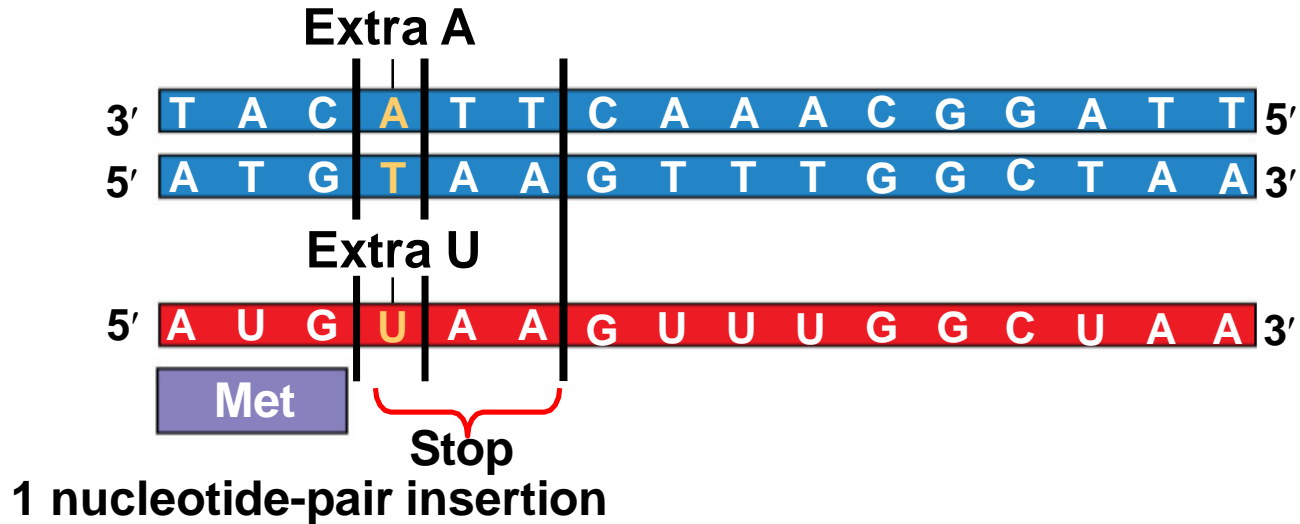 Extra A
3′ T A C A T T C A A A C G G A T T 5′
5′ A T G T A A G T T T G G C T A A 3′
Extra U
5′ A U G U A A G U U U G G C U A A 3′
Met
Stop
1 nucleotide-pair insertion